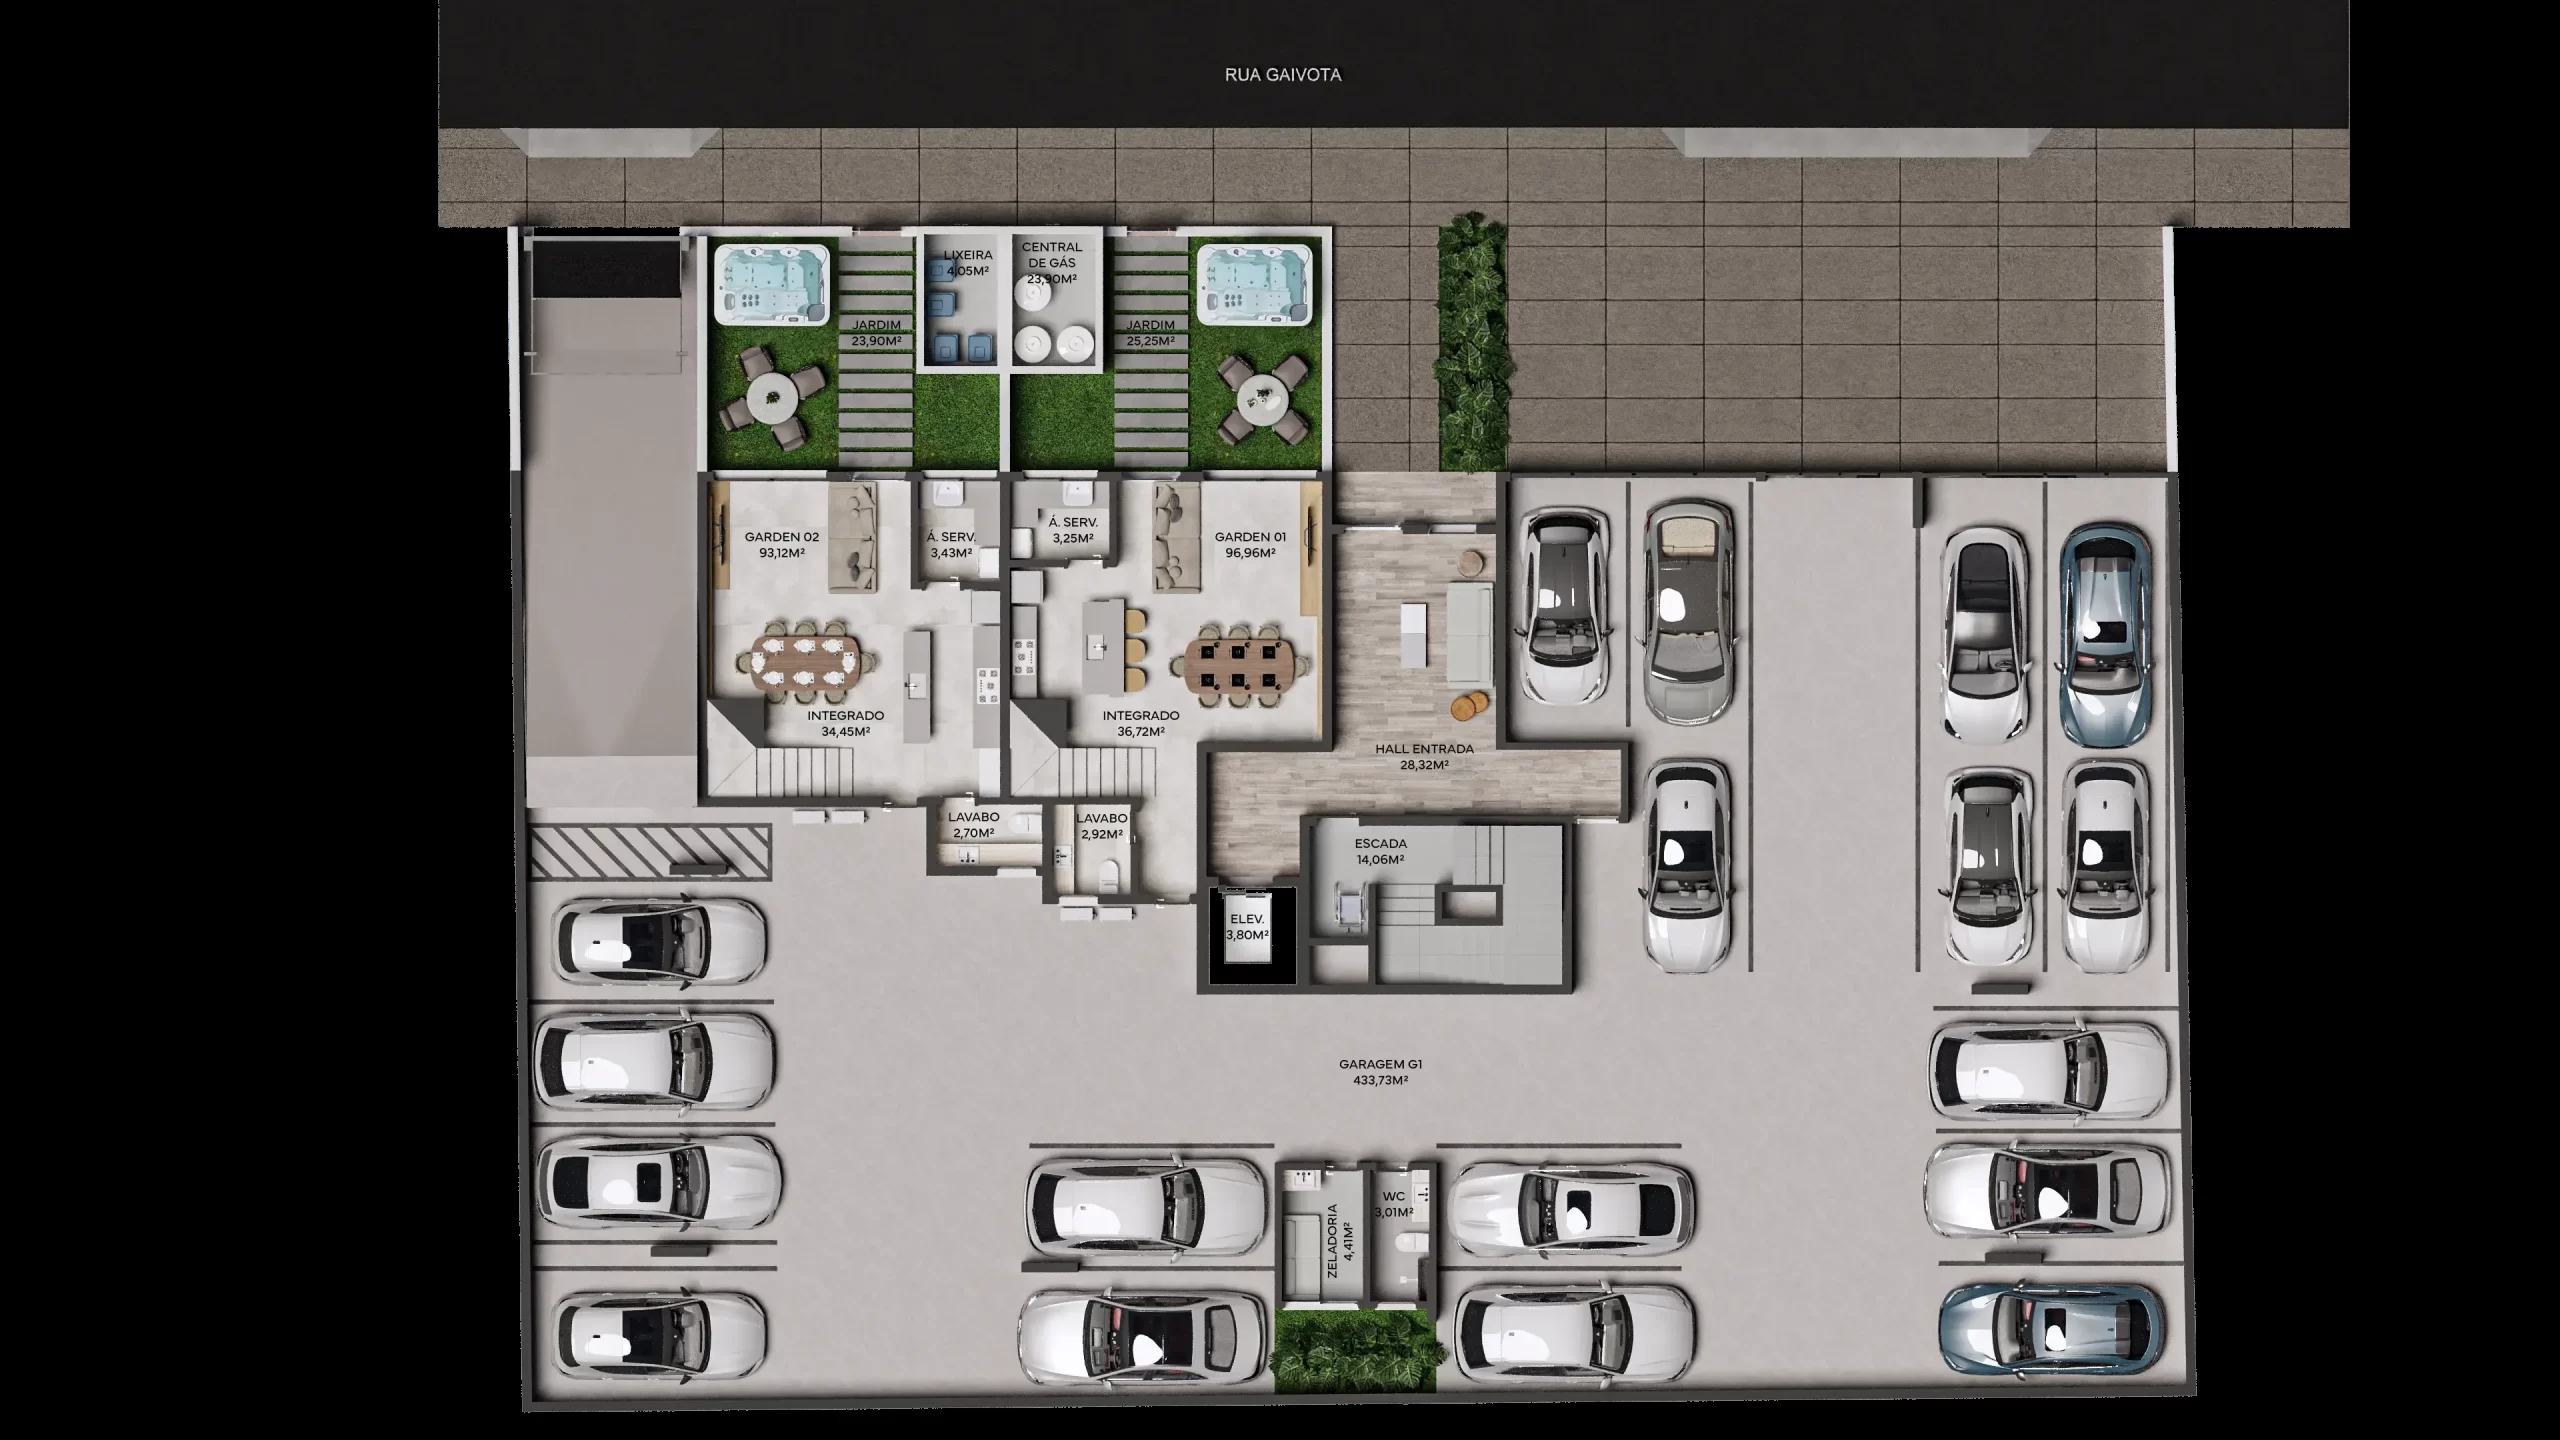 RUA GAIVOTA
LIXEIRA
4,05M²
CENTRAL
DE GÁS
23,90M²
JARDIM
23,90M²
JARDIM
25,25M²
GARDEN 02
93,12M²
Á. SERV.
3,43M²
Á. SERV.
3,25M²
GARDEN 01
96,96M²
INTEGRADO
34,45M²
INTEGRADO
36,72M²
HALL ENTRADA
28,32M²
LAVABO
2,70M²
LAVABO
2,92M²
ESCADA
14,06M²
ELEV.
3,80M²
GARAGEM G1
433,73M²
ZELADORIA
4,41M²
WC
3,01M²